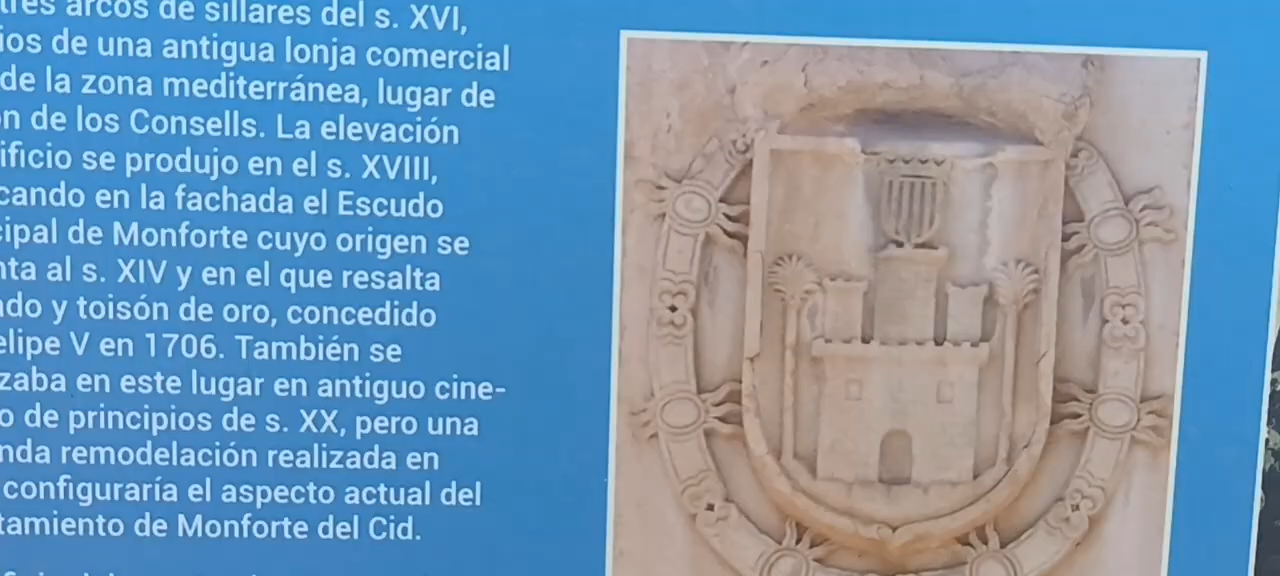 tres arcos de sillares del s. XVI,
ios de una antigua lonja comercial
de la zona mediterránea, lugar de
n de los Consells. La elevación
ificio se produjo en el s. XVIII,
cando en la fachada el Escudo
cipal de Monforte cuyo origen se
nta al s. XIV y en el que resalta
ado y toisón de oro, concedido
elipe V en 1706. También se
zaba en este lugar en antiguo cine-
o de principios de s. XX, pero una
nda remodelación realizada en
configuraría el aspecto actual del
tamiento de Monforte del Cid.